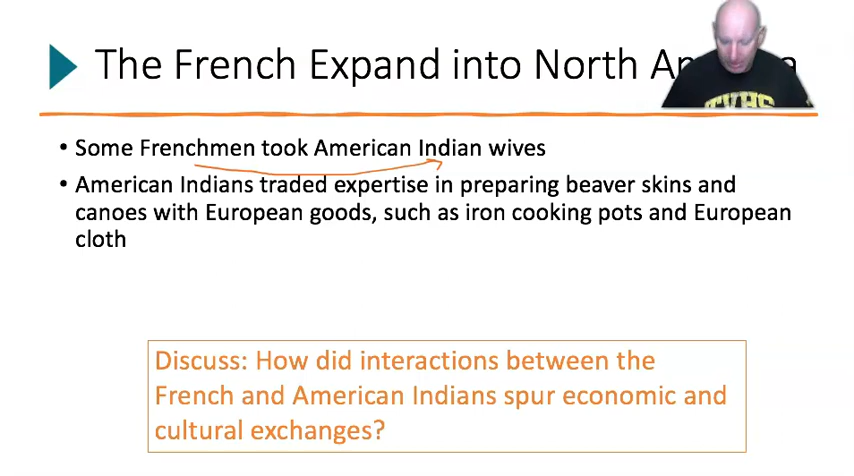 The French Expand into North A
• Some Frenchmen took American Indian wives
• American Indians traded expertise in preparing beaver skins and
canoes with European goods, such as iron cooking pots and European
cloth
Discuss: How did interactions between the
French and American Indians spur economic and
cultural exchanges?